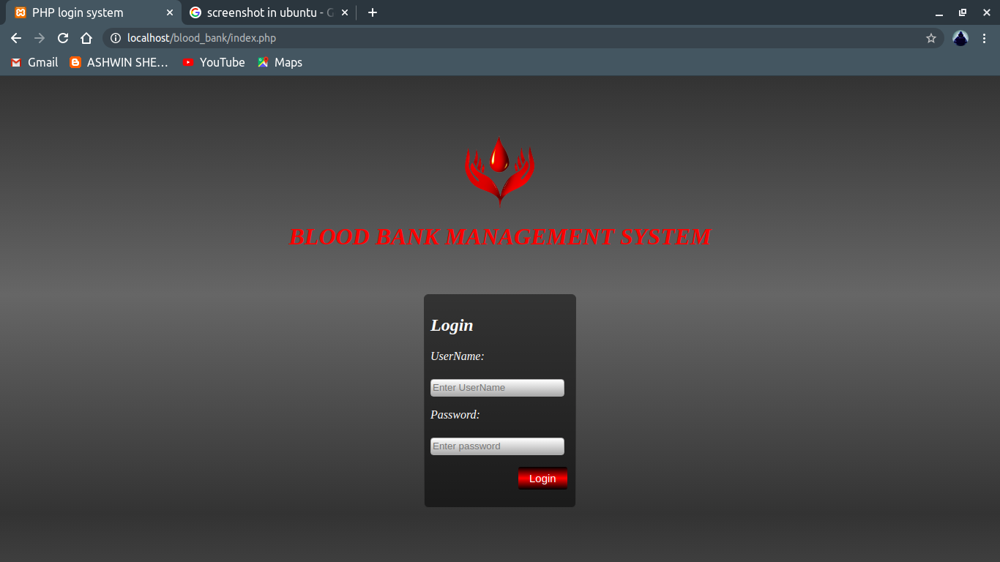 PHP login system
screenshot in ubuntu - G
localhost/blood_bank/index.php
Gmail
ASHWIN SHE...
YouTube
Maps
BLOOD BANK MANAGEMENT SYSTEM
Login
UserName:
Enter UserName
Password:
Enter password
Login